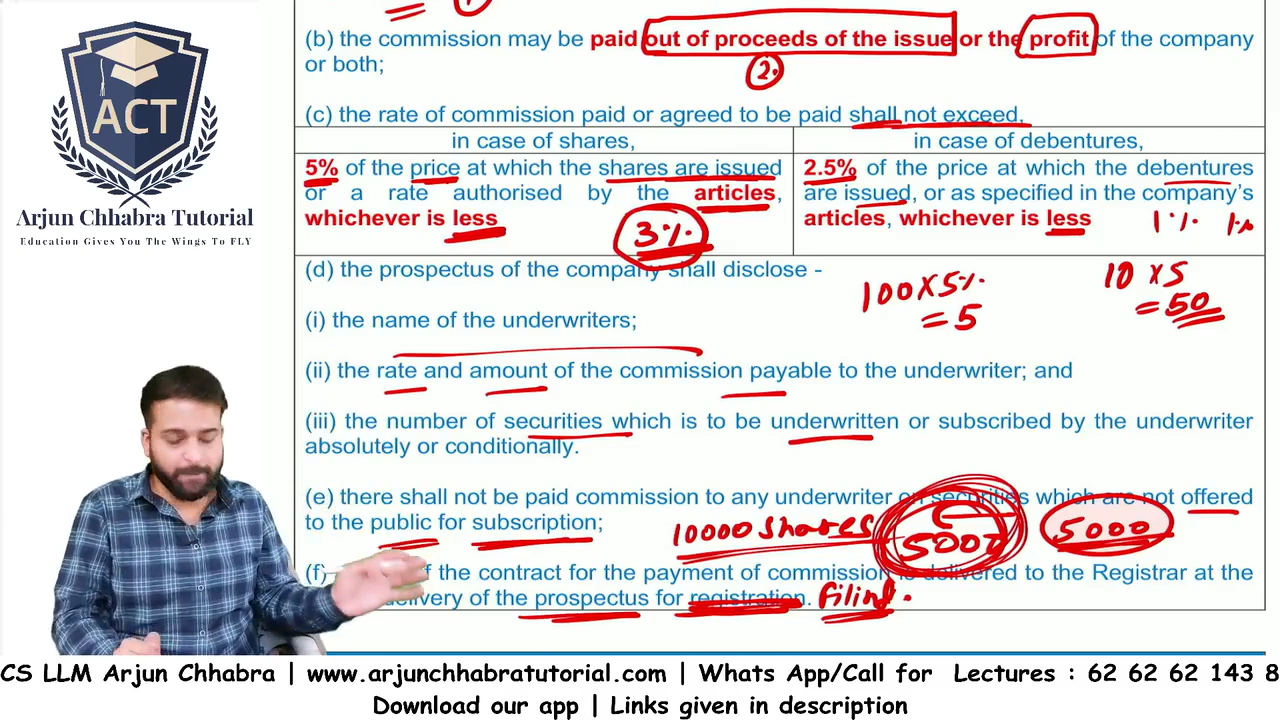 (b) the commission may be paid out of proceeds of the issue or the profit of the company
or both;
2.
(c) the rate of commission paid or agreed to be paid shall not exceed,
in case of shares,
in case of debentures,
5% of the price at which the shares are issued
or a rate authorised by the articles,
whichever is less
3%
2.5% of the price at which the debentures
are issued, or as specified in the company's
articles, whichever is less
1%
(d) the prospectus of the company shall disclose -
100 X 5%
= 5
10 X 5
= 50
(i) the name of the underwriters;
(ii) the rate and amount of the commission payable to the underwriter; and
(iii) the number of securities which is to be underwritten or subscribed by the underwriter
absolutely or conditionally.
(e) there shall not be paid commission to any underwriter on securities which are not offered
to the public for subscription;
10000 shares
5000
5000
(f) of the contract for the payment of commission is delivered to the Registrar at the
delivery of the prospectus for registration. filing.
ACT
Arjun Chhabra Tutorial
Education Gives You The Wings To FLY
CS LLM Arjun Chhabra | www.arjunchhabratutorial.com | Whats App/Call for Lectures : 62 62 62 143 8
Download our app | Links given in description